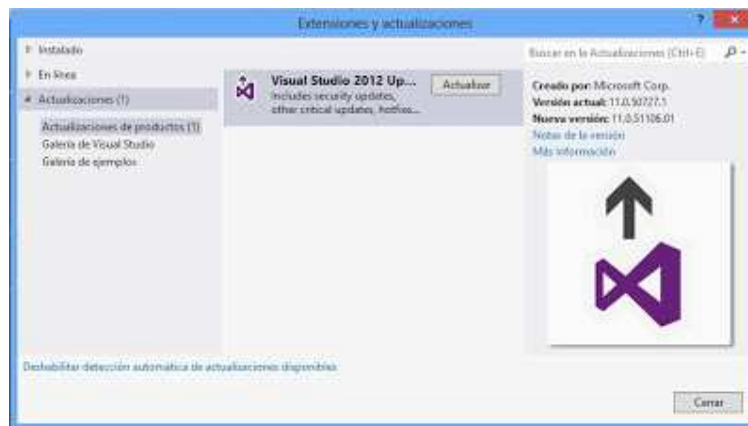 Extensiones y actualizaciones
?
Instalado
En línea
Actualizaciones (1)
Actualizaciones de productos (1)
Galería de Visual Studio
Galería de ejemplos
Visual Studio 2012 Up...
Actualizar
Includes security updates,
other critical updates, hotfixe...
Buscar en la Actualizaciones (Ctrl+E)
Creado por: Microsoft Corp.
Versión actual: 11.0.50727.1
Nueva versión: 11.0.51106.01
Notas de la versión
Más información
Deshabilitar detección automática de actualizaciones disponibles
Cerrar